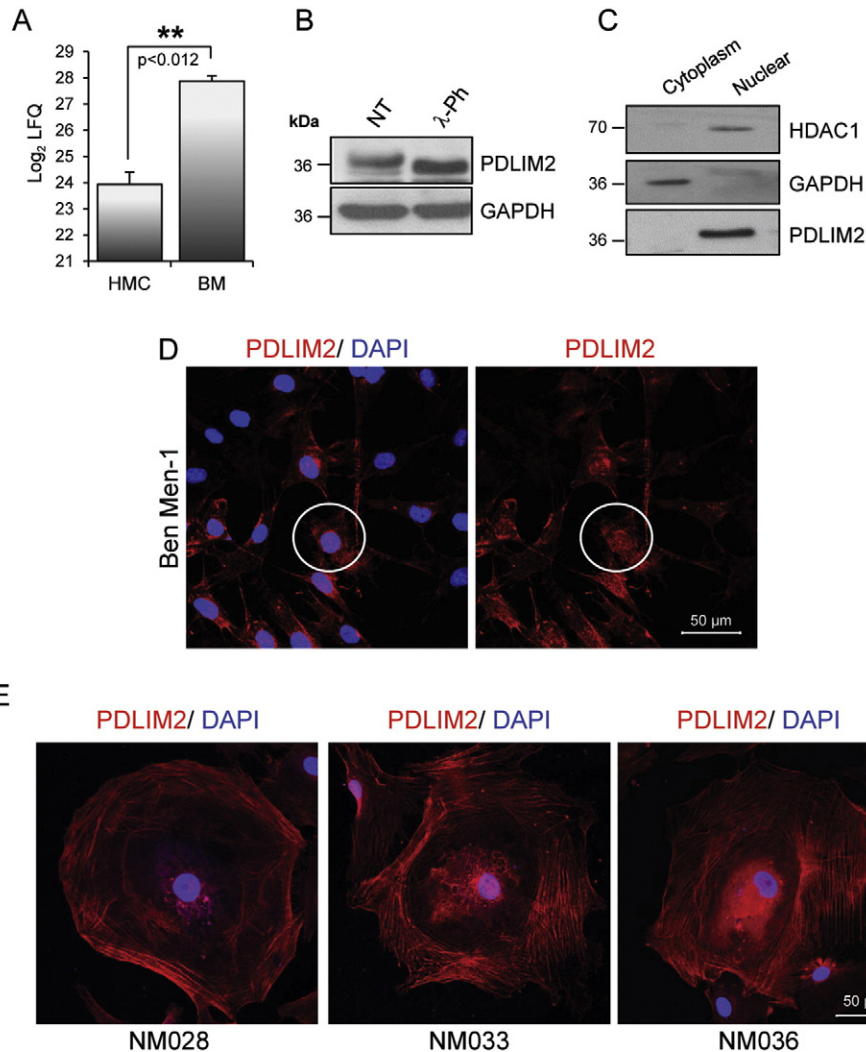 A
**
p<0.012
Log2 LFQ
29
28
27
26
25
24
23
22
21
HMC BM
B
kDa NT λ-Ph
36 PDLIM2
36 GAPDH
C
Cytoplasm Nuclear
70 HDAC1
36 GAPDH
36 PDLIM2
D
PDLIM2/ DAPI PDLIM2
Ben Men-1
50 µm
E
PDLIM2/ DAPI PDLIM2/ DAPI PDLIM2/ DAPI
50 µ
NM028 NM033 NM036